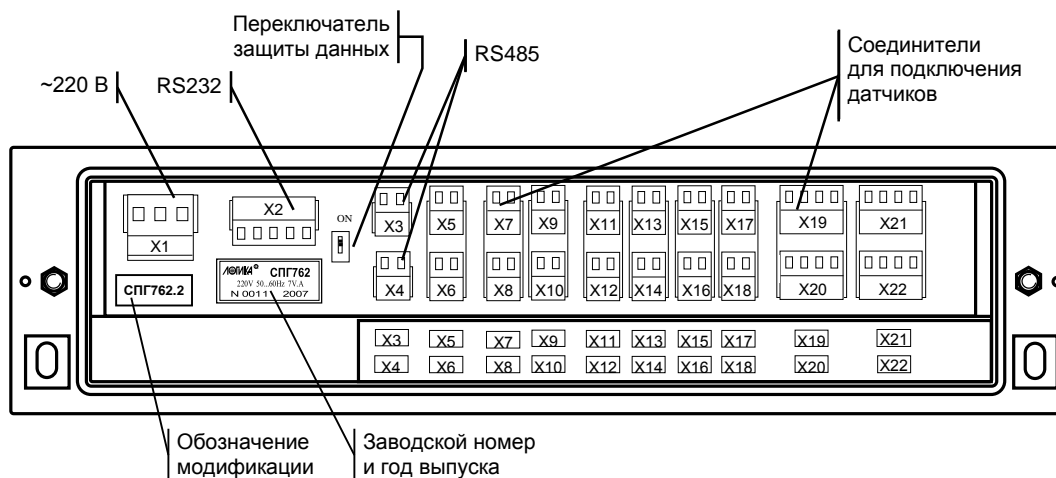 Переключатель
защиты данных
~220 В
RS232
RS485
Соединители
для подключения
датчиков
ON
X1
X2
X3 X5 X7 X9 X11 X13 X15 X17 X19 X21
X4 X6 X8 X10 X12 X14 X16 X18 X20 X22
СПГ762.2
ЛОГИКА® СПГ762
220V 50...60Hz 7V.A
N 0011 2007
X3 X5 X7 X9 X11 X13 X15 X17 X19 X21
X4 X6 X8 X10 X12 X14 X16 X18 X20 X22
Обозначение
модификации
Заводской номер
и год выпуска